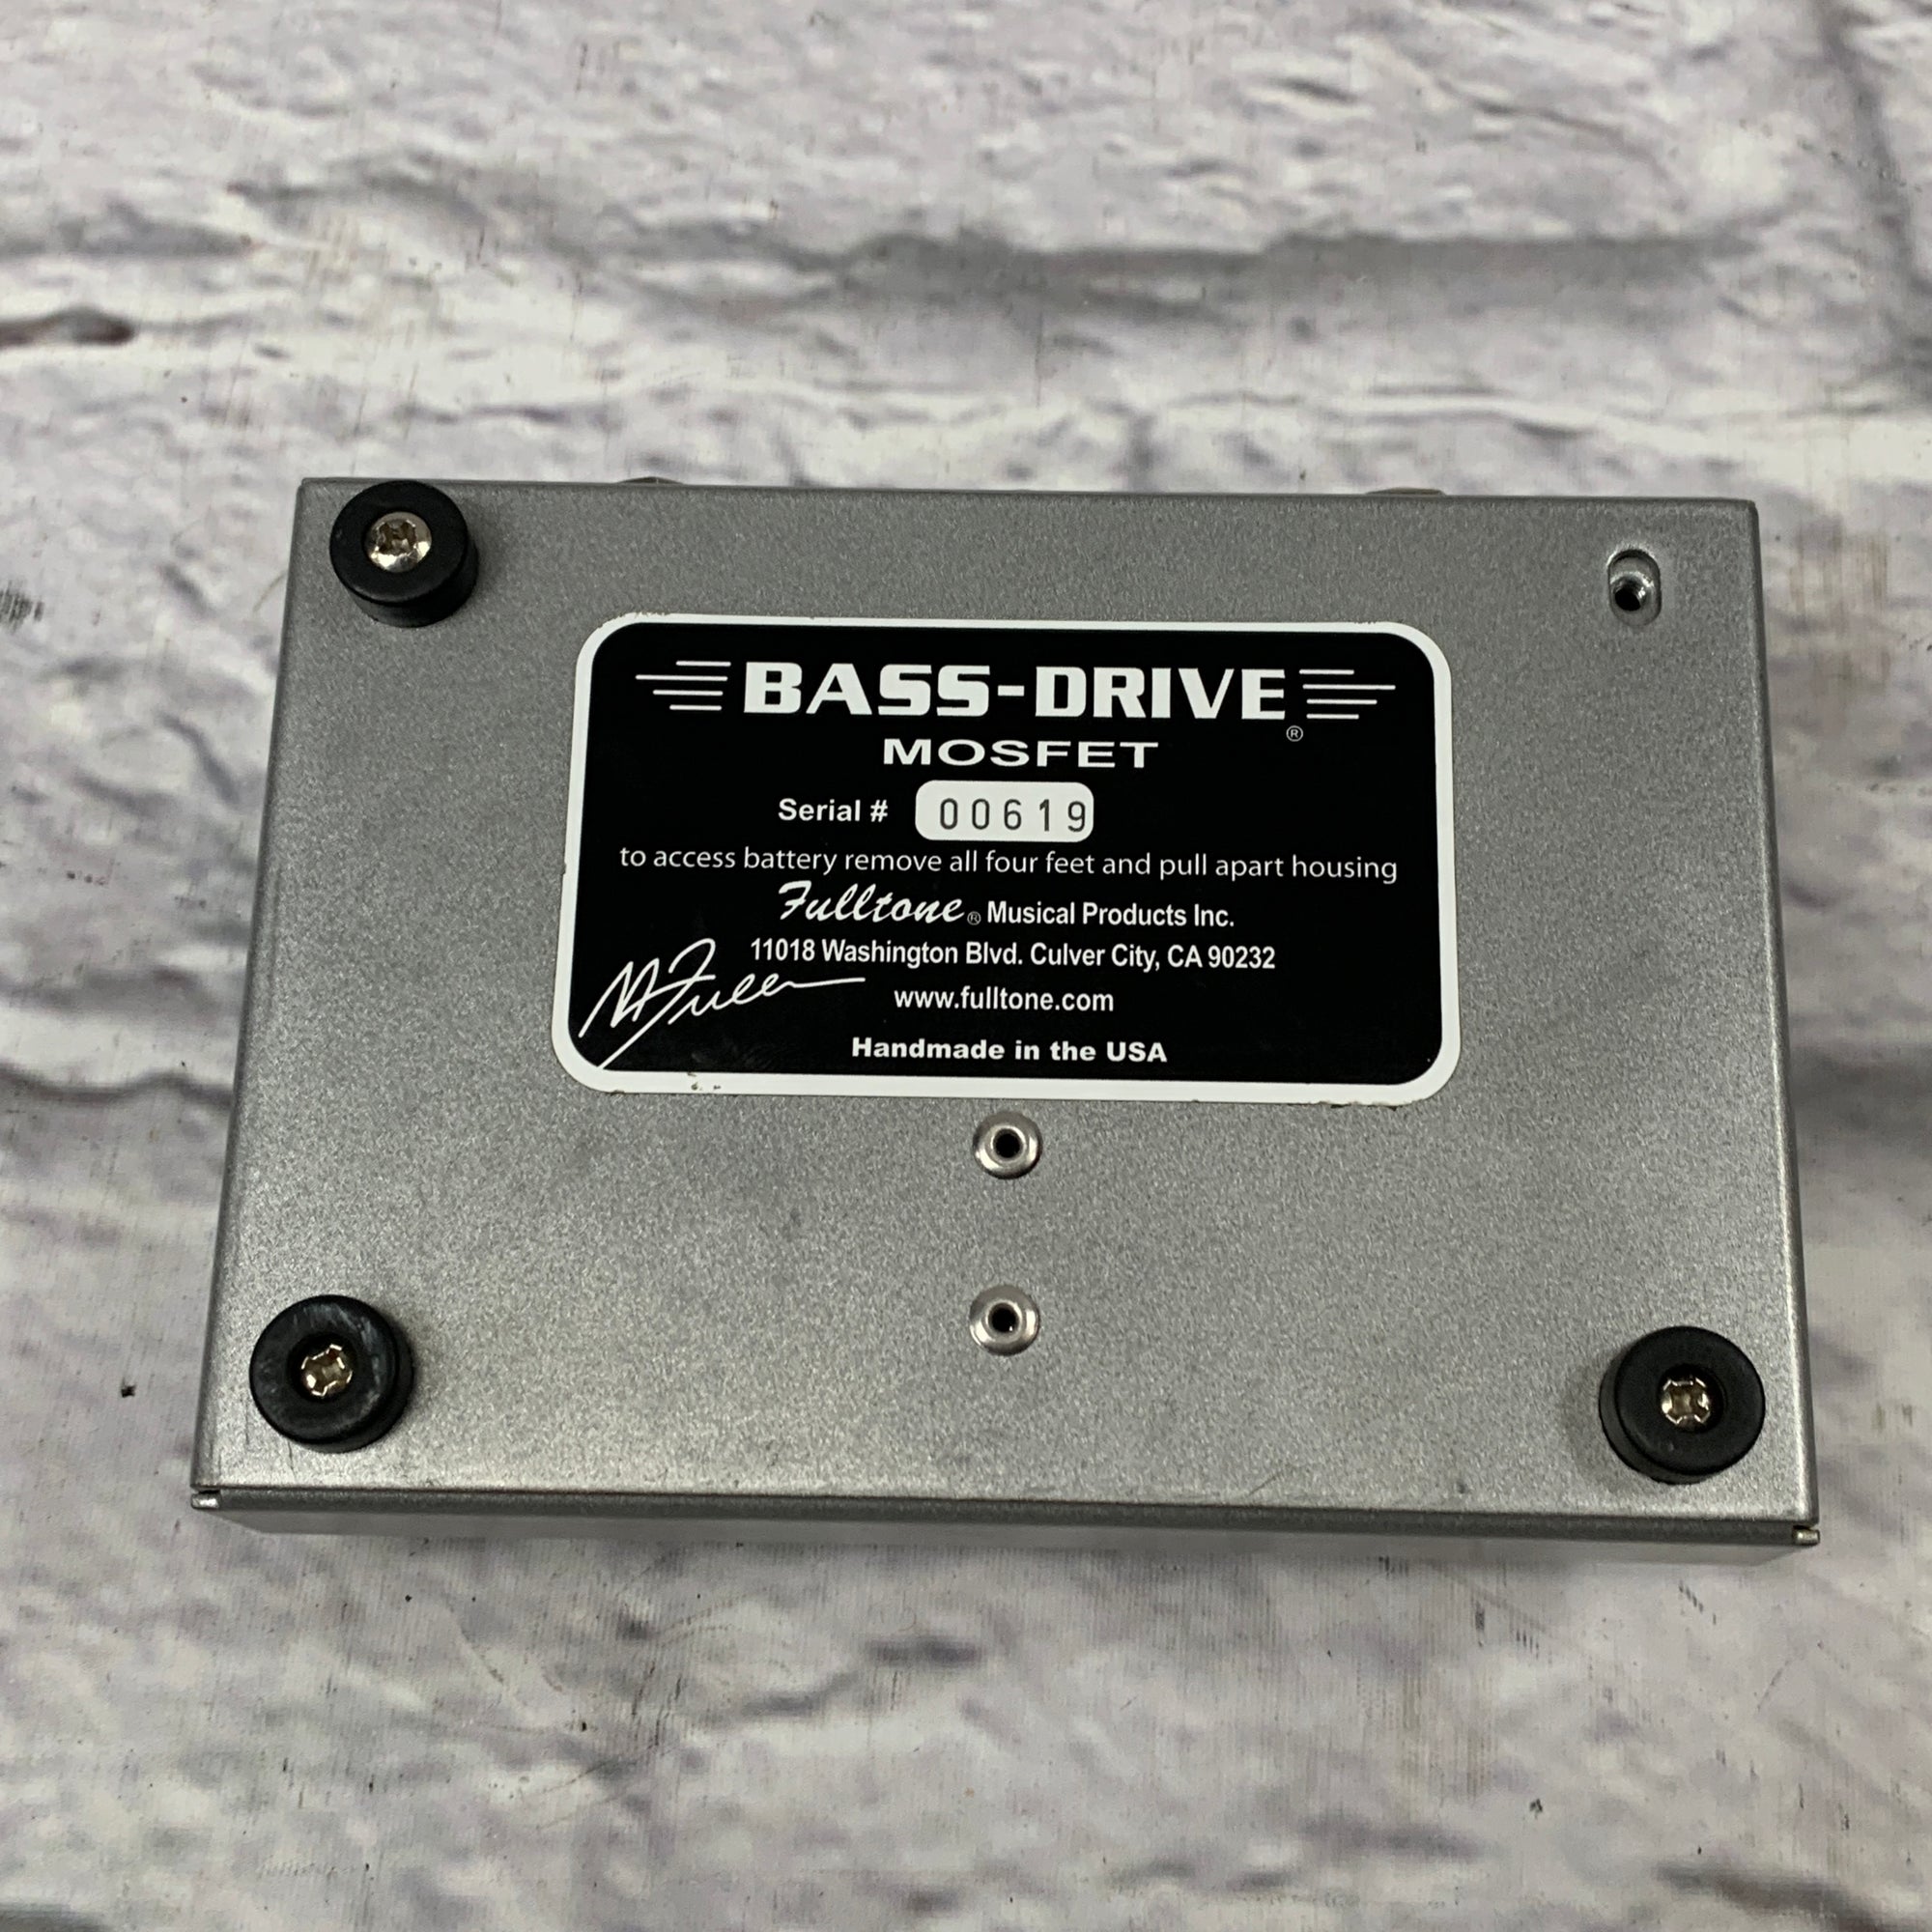 BASS-DRIVE®
MOSFET
Serial # 00619
to access battery remove all four feet and pull apart housing
Fulltone® Musical Products Inc.
11018 Washington Blvd. Culver City, CA 90232
www.fulltone.com
Handmade in the USA